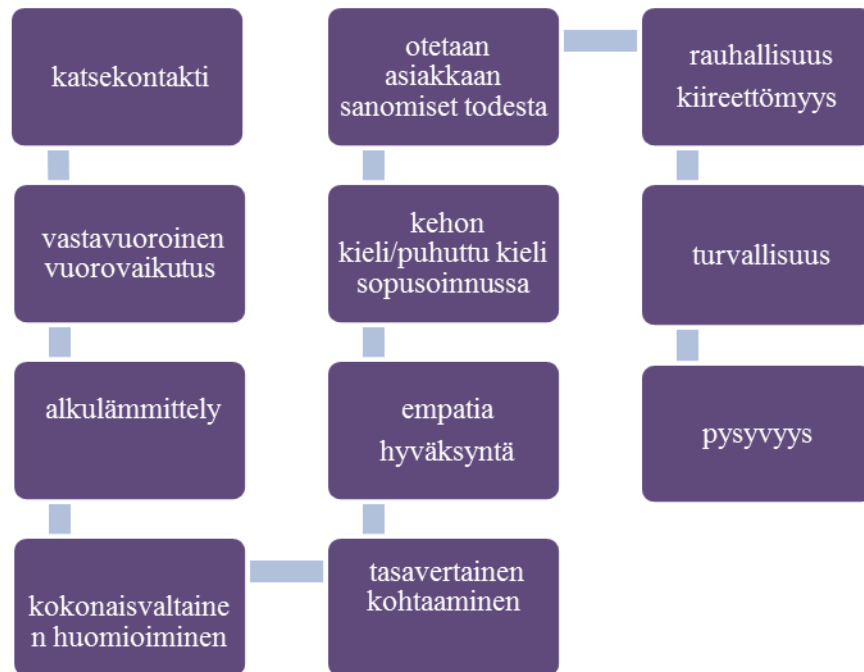 katsekontakti
vastavuoroinen
vuorovaikutus
alkulämmittely
kokonaisvaltaine
n huomioiminen
tasavertainen
kohtaaminen
empatia
hyväksyntä
kehon
kieli/puhuttu kieli
sopusoinnussa
otetaan
asiakkaan
sanomiset todesta
rauhallisuus
kiireettömyys
turvallisuus
pysyvyys